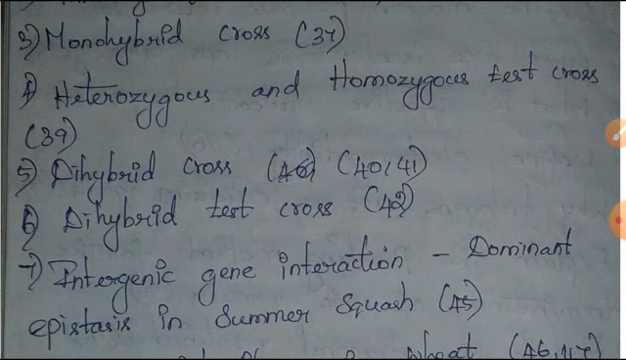 3) Monohybrid cross (37)
4) Heterozygous and Homozygous test cross
(39)
5) Dihybrid cross (40,41)
6) Dihybrid test cross (42)
7) Intergenic gene interaction - Dominant
epistasis in Summer Squash (45)
Wheat (46,47)